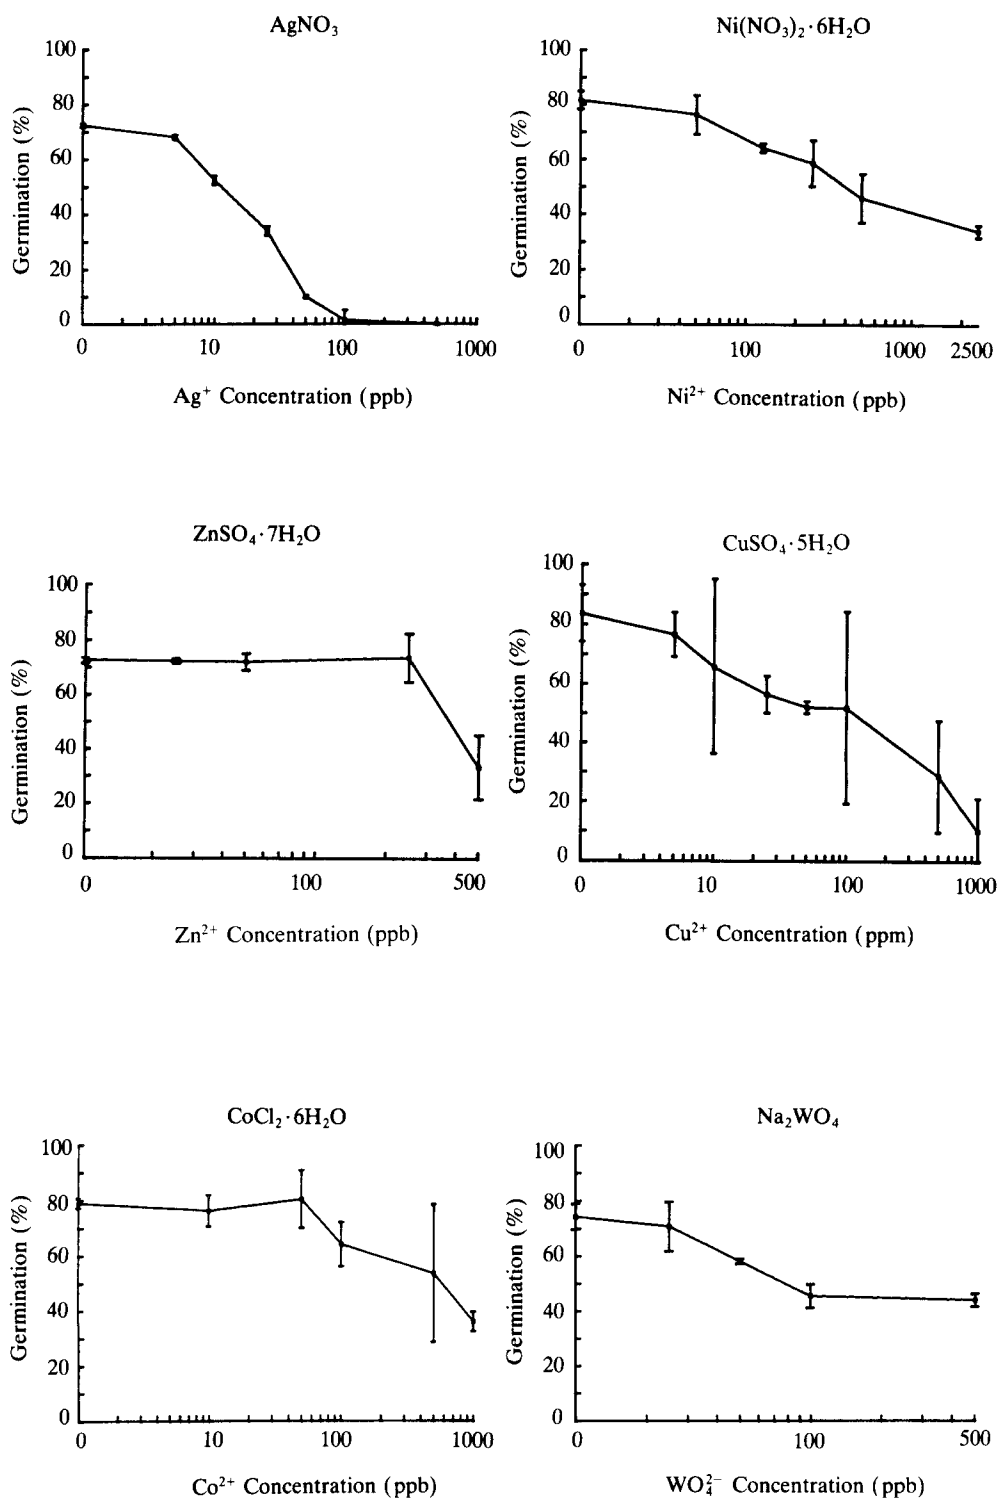 AgNO₃
100
80
60
40
20
0
Germination (%)
0 10 100 1000
Ag⁺ Concentration (ppb)
Ni(NO₃)₂·6H₂O
100
80
60
40
20
0
Germination (%)
0 100 1000 2500
Ni²⁺ Concentration (ppb)
ZnSO₄·7H₂O
100
80
60
40
20
0
Germination (%)
0 100 500
Zn²⁺ Concentration (ppb)
CuSO₄·5H₂O
100
80
60
40
20
0
Germination (%)
0 10 100 1000
Cu²⁺ Concentration (ppm)
CoCl₂·6H₂O
100
80
60
40
20
0
Germination (%)
0 10 100 1000
Co²⁺ Concentration (ppb)
Na₂WO₄
100
80
60
40
20
0
Germination (%)
0 100 500
WO₄²⁻ Concentration (ppb)